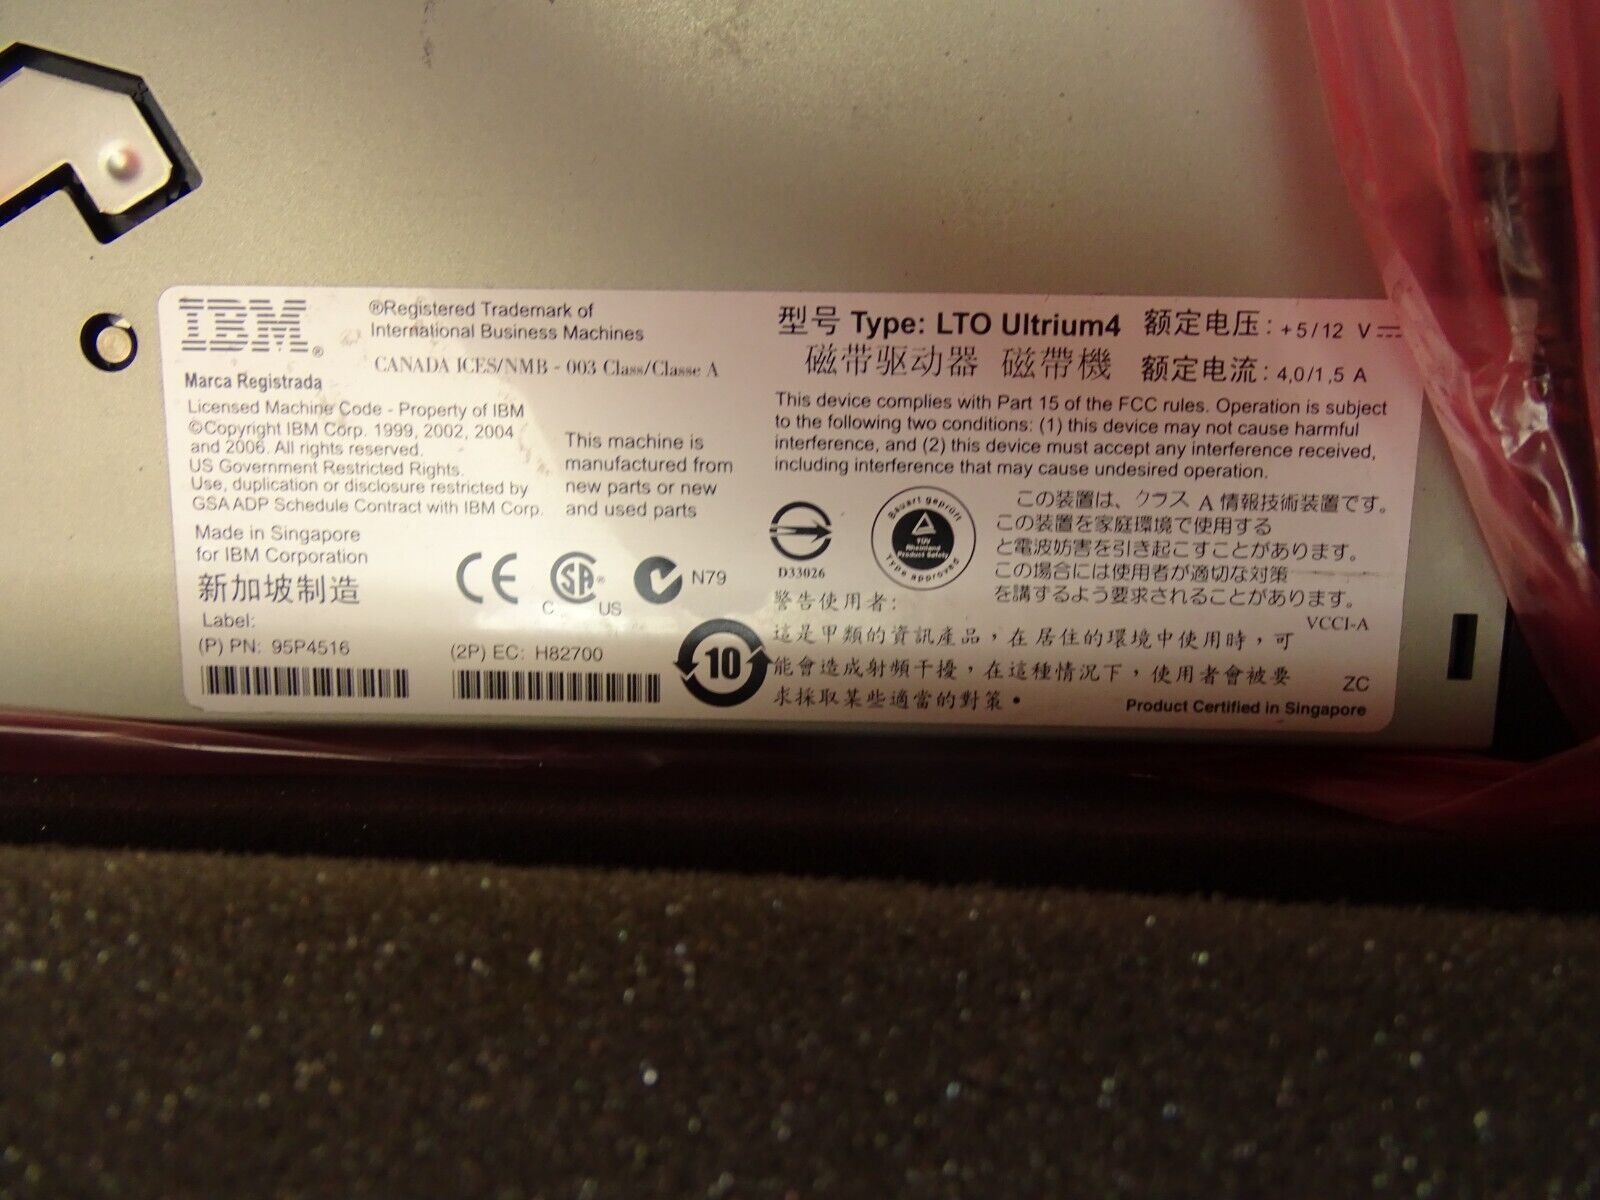 IBM®
®Registered Trademark of
International Business Machines
CANADA ICES/NMB - 003 Class/Classe A
Marca Registrada
Licensed Machine Code - Property of IBM
©Copyright IBM Corp. 1999, 2002, 2004
and 2006. All rights reserved.
US Government Restricted Rights.
Use, duplication or disclosure restricted by
GSA ADP Schedule Contract with IBM Corp.
This machine is
manufactured from
new parts or new
and used parts
Made in Singapore
for IBM Corporation
新加坡制造
Label:
(P) PN: 95P4516
(2P) EC: H82700
CE
C SA® US
N79
10
型号 Type: LTO Ultrium4
额定电压: +5/12 V
磁带驱动器 磁帶機
额定电流: 4,0/1,5 A
This device complies with Part 15 of the FCC rules. Operation is subject
to the following two conditions: (1) this device may not cause harmful
interference, and (2) this device must accept any interference received,
including interference that may cause undesired operation.
D33026
Bauart geprüft
TÜV
Rheinland
Product Safety
Type approved
この装置は、クラス A 情報技術装置です。
この装置を家庭環境で使用する
と電波妨害を引き起こすことがあります。
この場合には使用者が適切な対策
を講ずるよう要求されることがあります。
VCCI-A
警告使用者:
這是甲類的資訊產品，在居住的環境中使用時，可
能會造成射頻干擾，在這種情況下，使用者會被要
求採取某些適當的對策。
ZC
Product Certified in Singapore